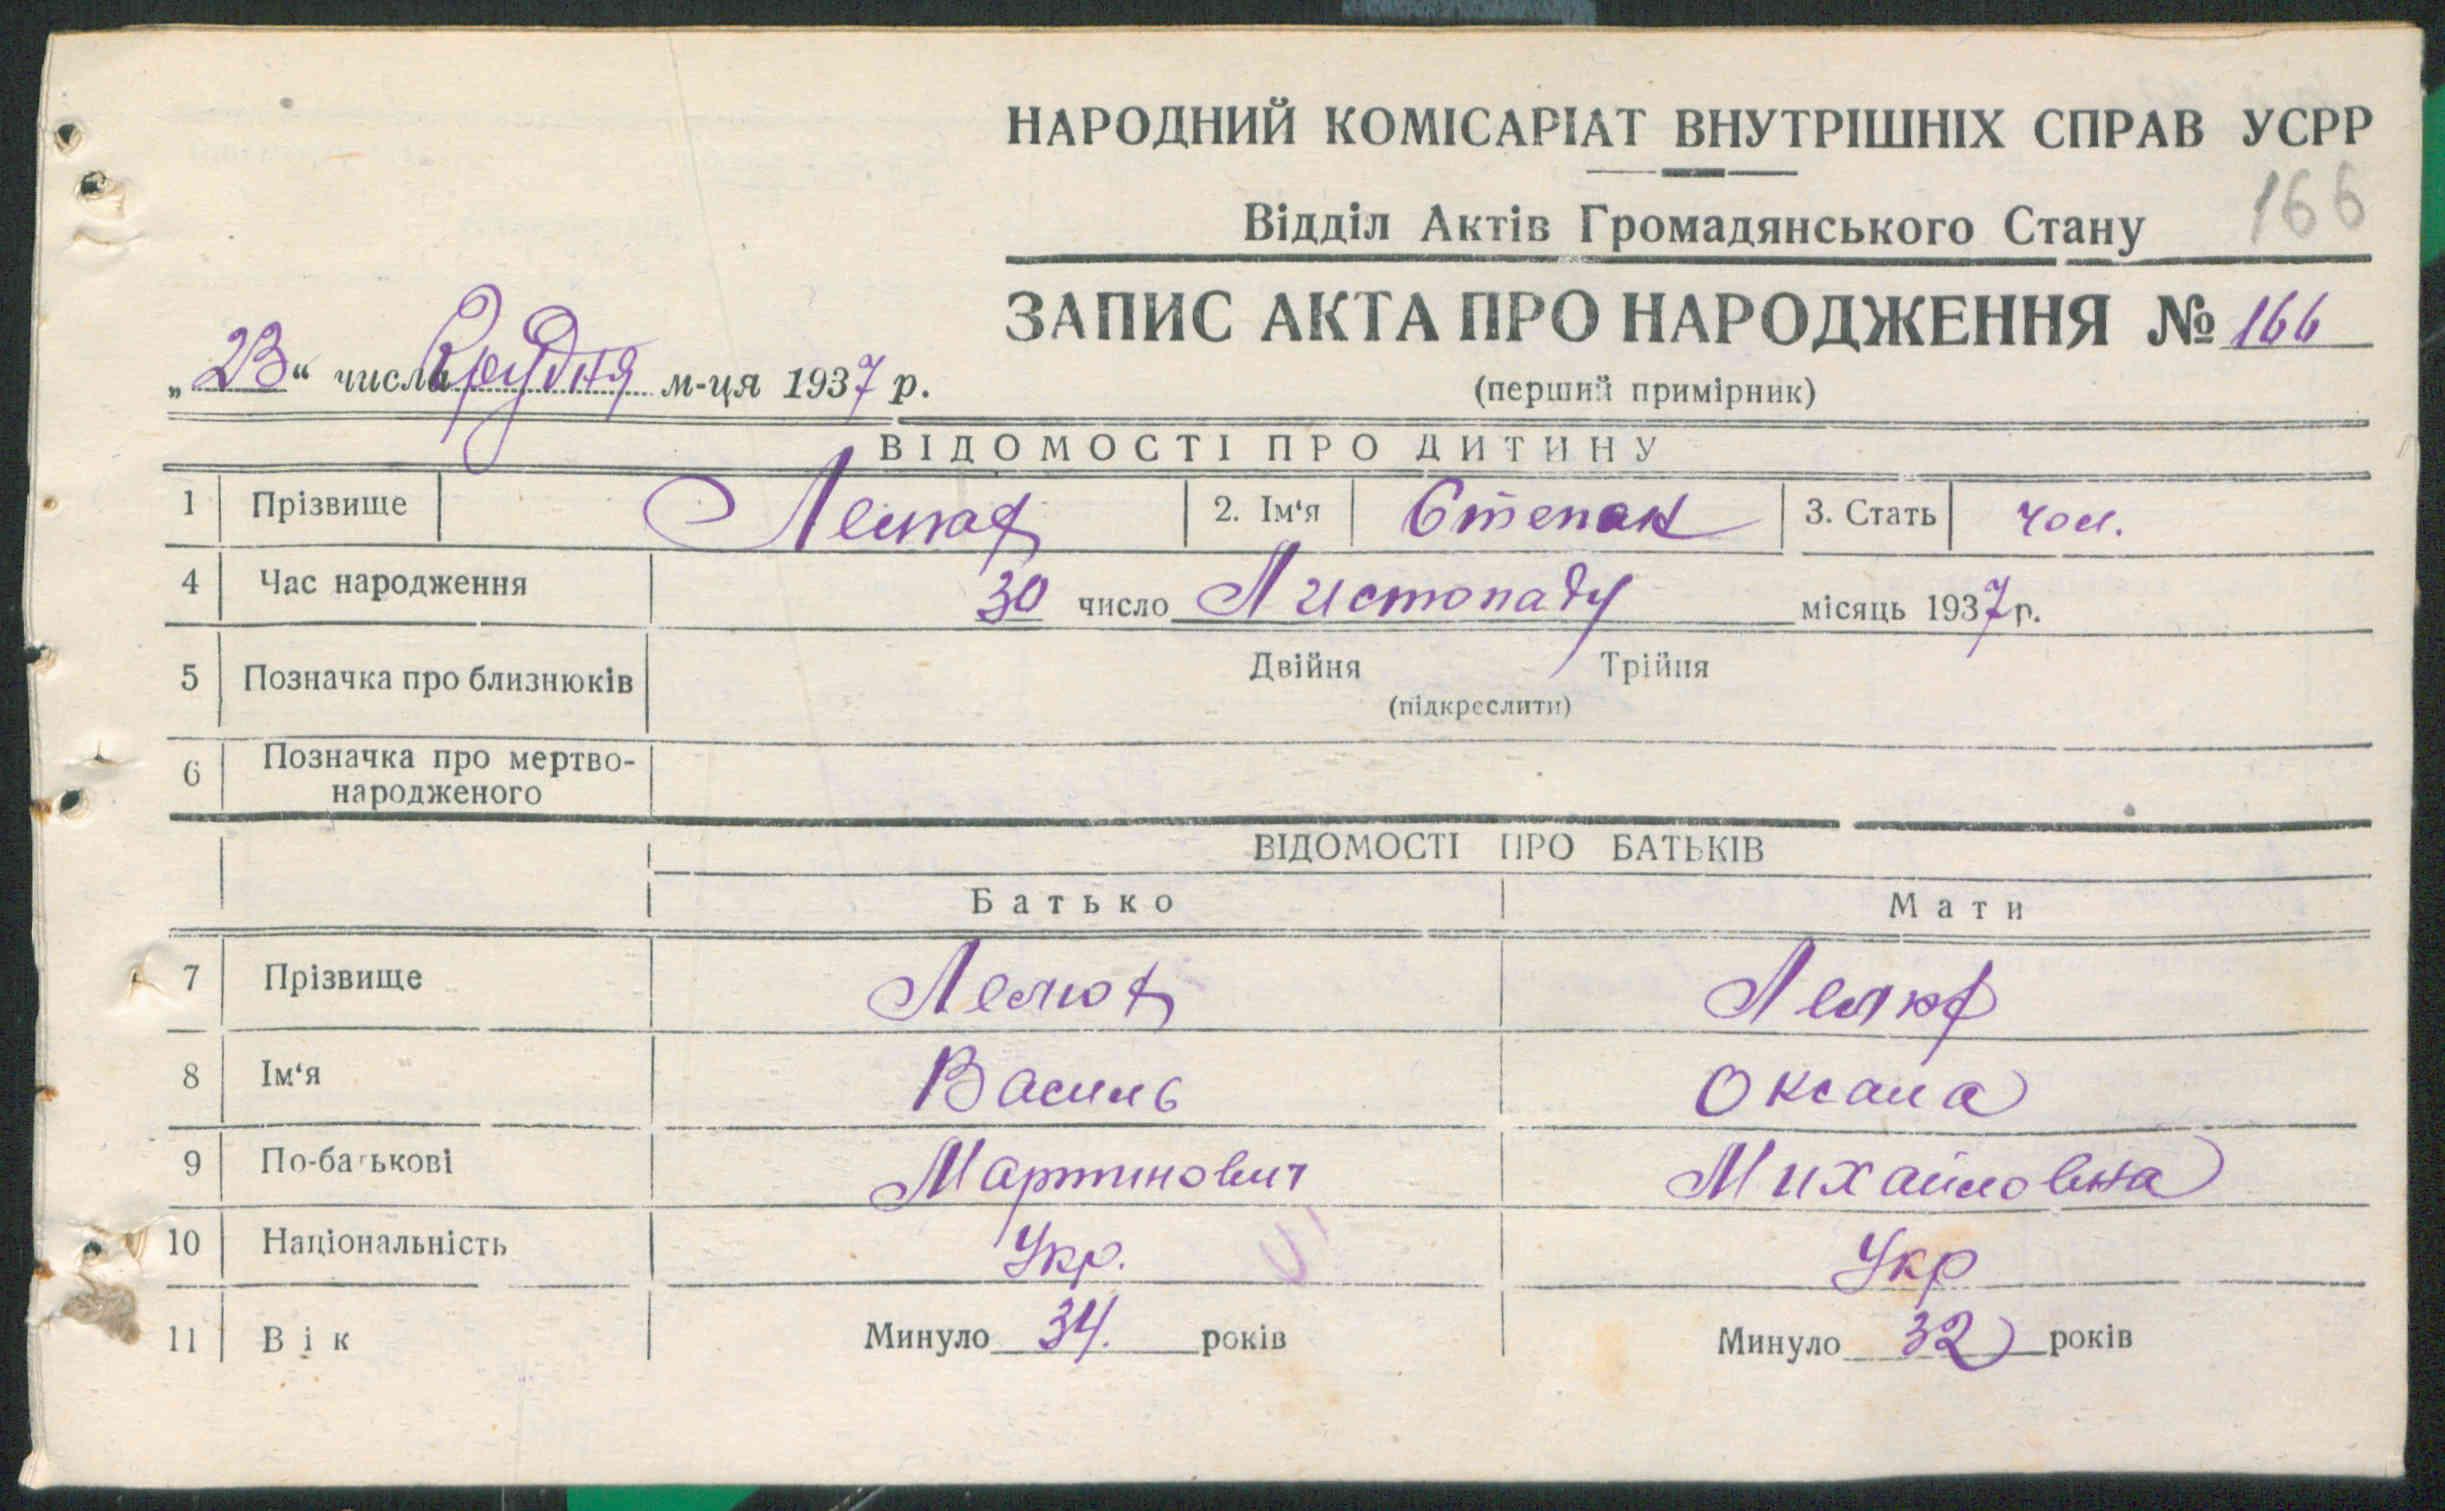 НАРОДНИЙ КОМІСАРІАТ ВНУТРІШНІХ СПРАВ УСРР
166
Відділ Актів Громадянського Стану
ЗАПИС АКТА ПРО НАРОДЖЕННЯ № 166
„23“ числа Грудня м-ця 1937 р.
(перший примірник)
ВІДОМОСТІ ПРО ДИТИНУ
1 Прізвище 2. Ім‘я Степан 3. Стать чол.
4 Час народження 30 число Листопаду місяць 1937 р.
5 Позначка про близнюків Двійня Трійня
(підкреслити)
6 Позначка про мертво-
народженого
ВІДОМОСТІ ПРО БАТЬКІВ
Батько Мати
7 Прізвище
8 Ім‘я Василь Оксана
9 По-батькові Мартинович Михайловна
10 Національність Укр. Укр
11 Вік Минуло 34. років Минуло 32 років